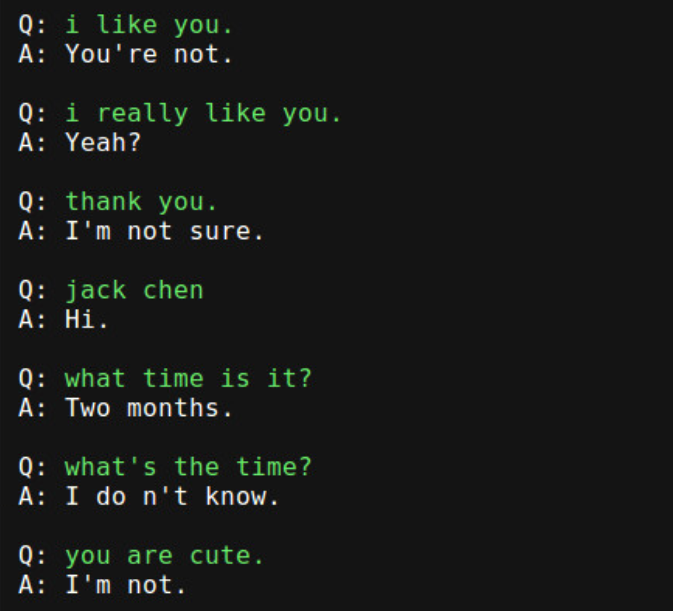 Q: i like you.
A: You're not.
Q: i really like you.
A: Yeah?
Q: thank you.
A: I'm not sure.
Q: jack chen
A: Hi.
Q: what time is it?
A: Two months.
Q: what's the time?
A: I do n't know.
Q: you are cute.
A: I'm not.